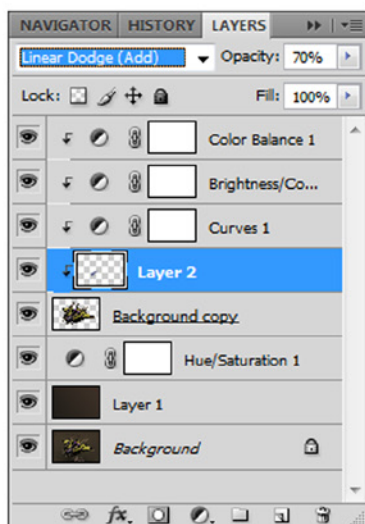 NAVIGATOR HISTORY LAYERS
Linear Dodge (Add) Opacity: 70%
Lock: Fill: 100%
Color Balance 1
Brightness/Co...
Curves 1
Layer 2
Background copy
Hue/Saturation 1
Layer 1
Background
fx.